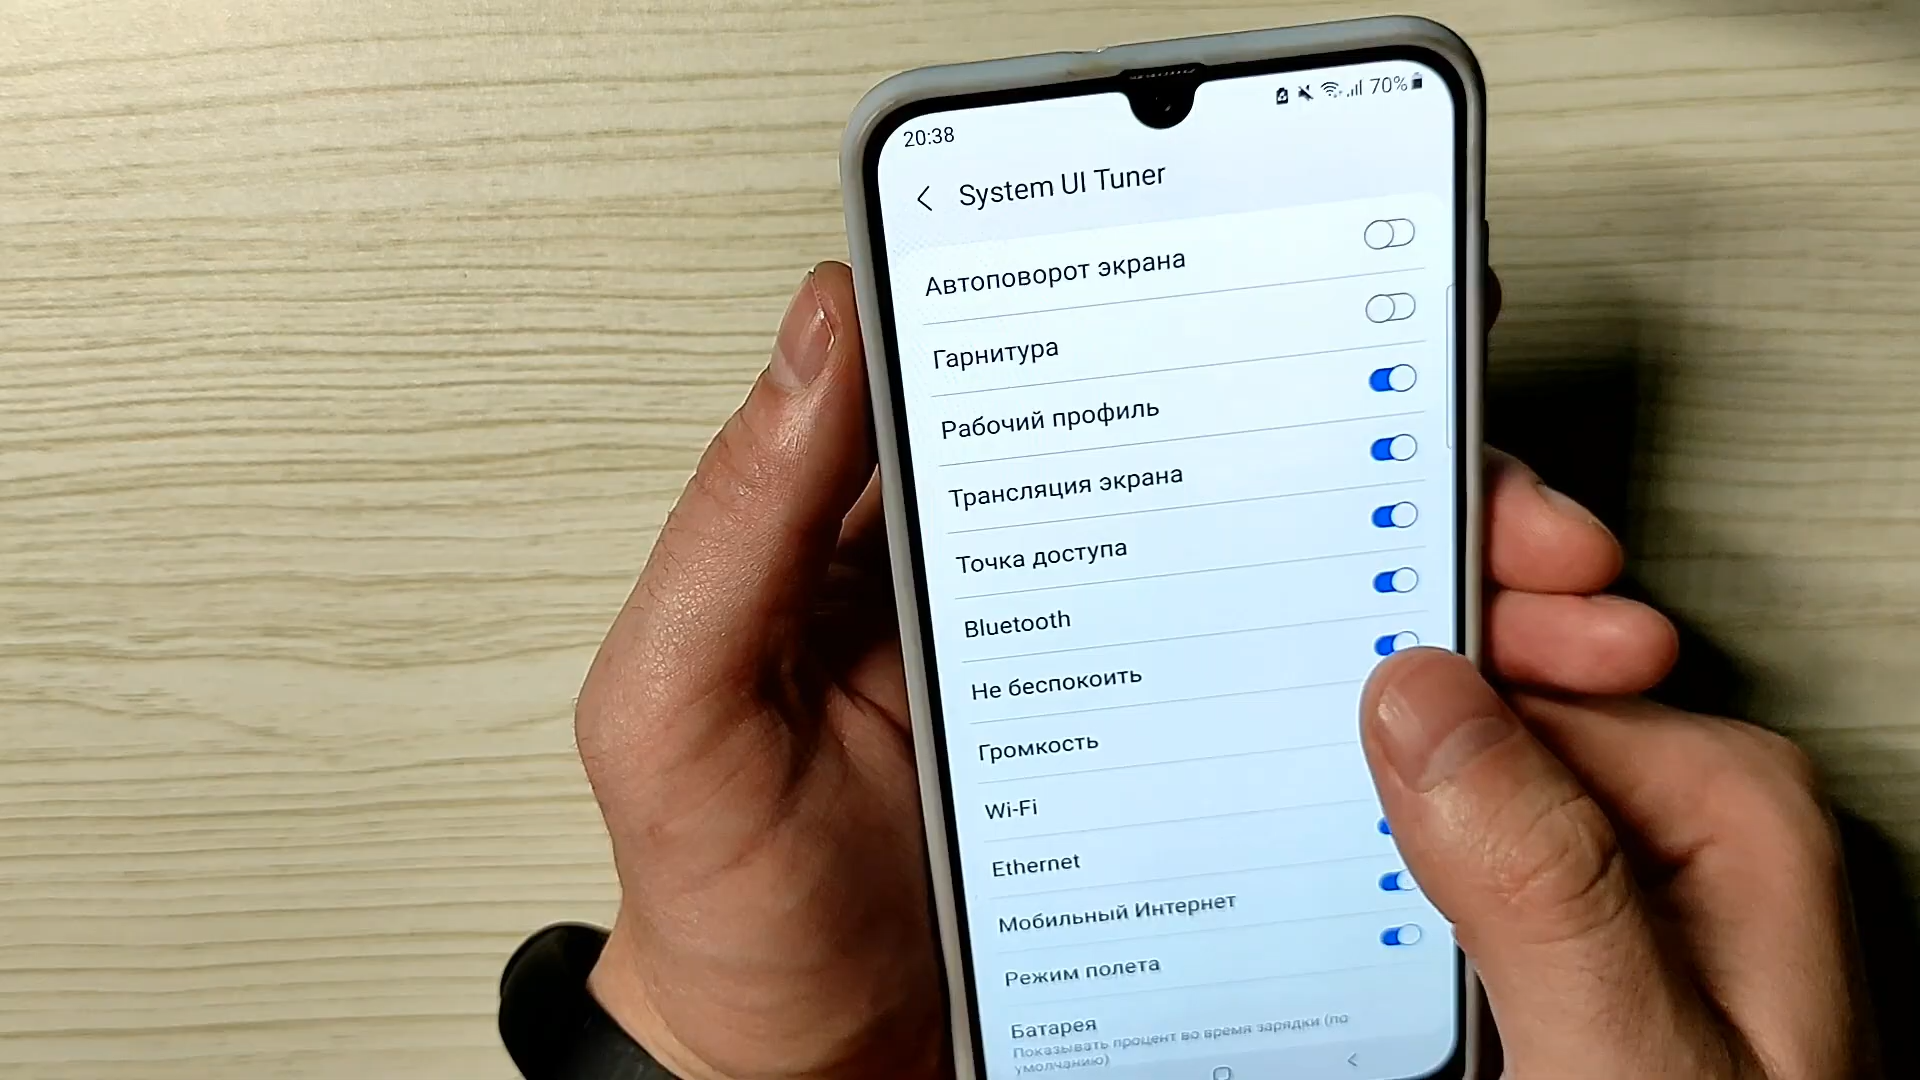 20:38
70%
System UI Tuner
Автоповорот экрана
Гарнитура
Рабочий профиль
Трансляция экрана
Точка доступа
Bluetooth
Не беспокоить
Громкость
Wi-Fi
Ethernet
Мобильный Интернет
Режим полета
Батарея
Показывать процент во время зарядки (по
умолчанию)